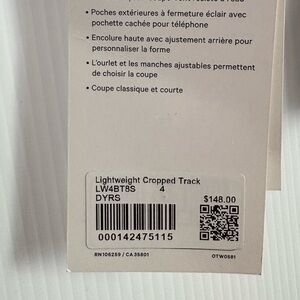 • Poches extérieures à fermeture éclair avec
pochette cachée pour téléphone
• Encolure haute avec ajustement arrière pour
personnaliser la forme
• L'ourlet et les manches ajustables permettent
de choisir la coupe
• Coupe classique et courte
Lightweight Cropped Track
LW4BT8S 4
DYRS $148.00
000142475115
RN106259 / CA35801 OTW0581